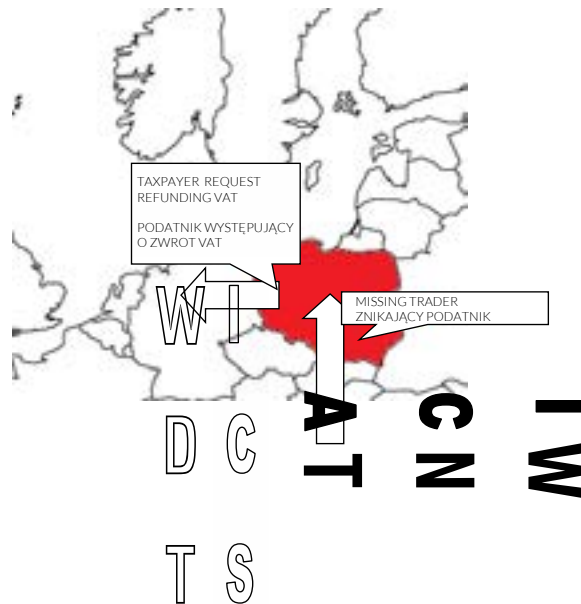 TAXPAYER REQUEST
REFUNDING VAT
PODATNIK WYSTĘPUJĄCY
O ZWROT VAT
MISSING TRADER
ZNIKAJĄCY PODATNIK
W I
D C
T S
I W
C N
A T